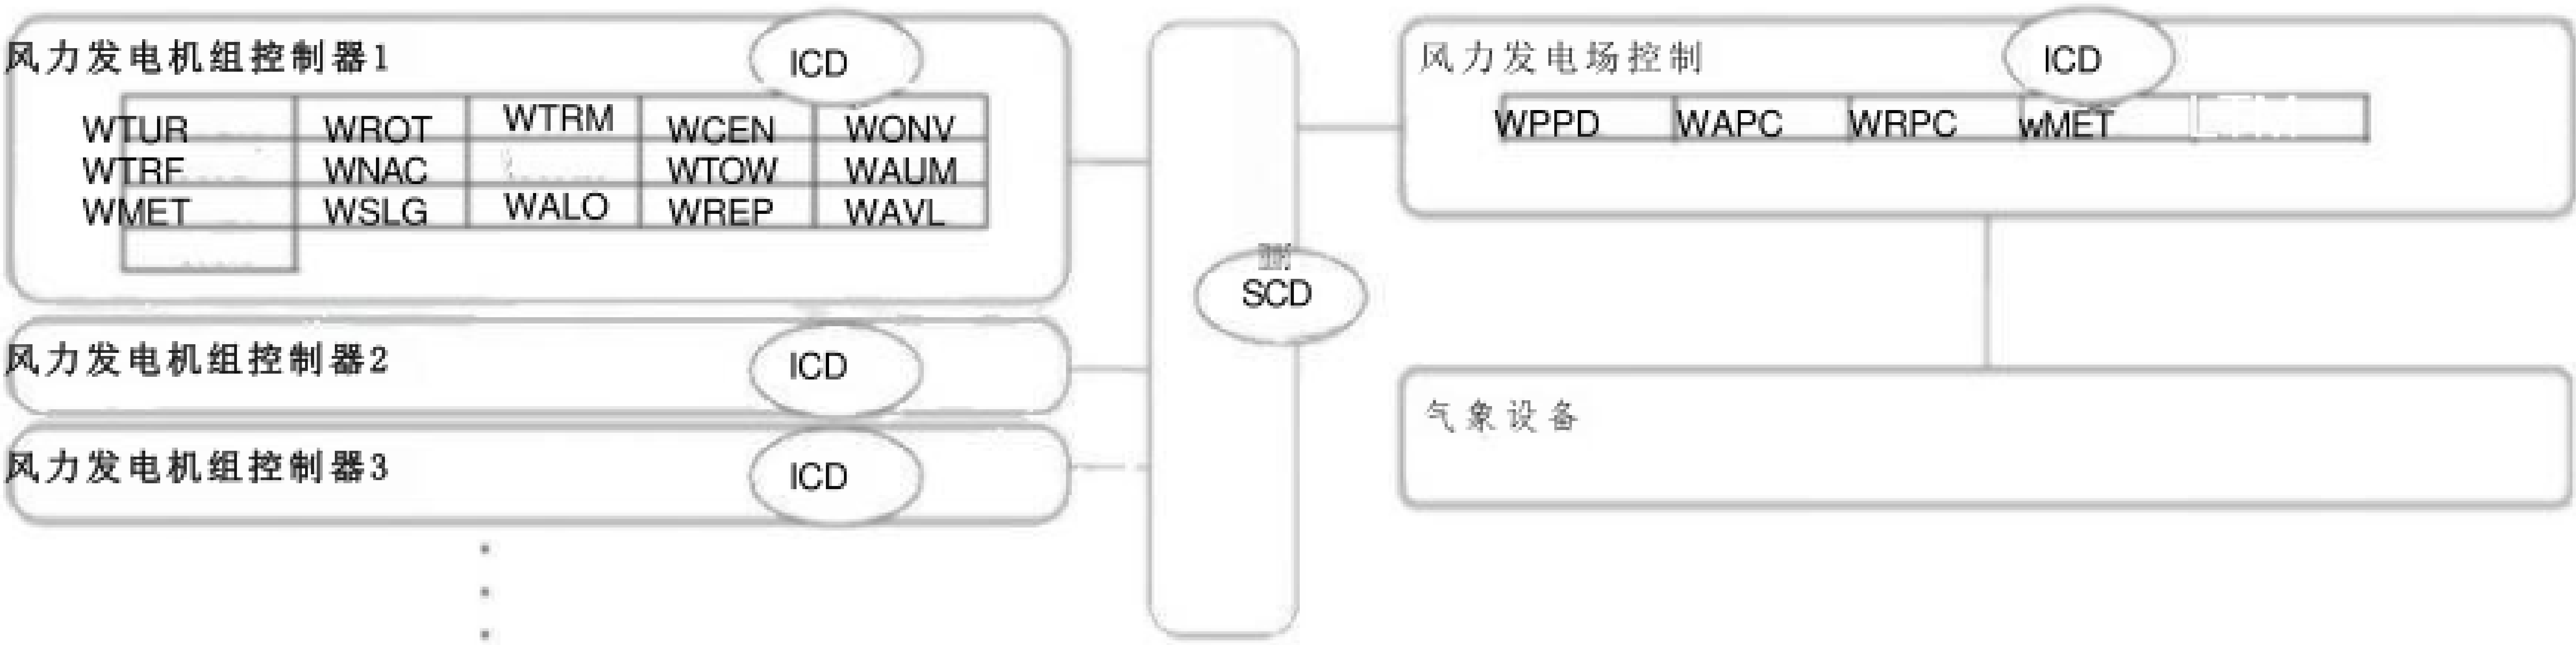 风力发电机组控制器1
ICD
WTUR WROT WTRM WCEN WONV
WTRF WNAC WTOW WAUM
WMET WSLG WALO WREP WAVL
风力发电机组控制器2
ICD
风力发电机组控制器3
ICD
SCD
风力发电场控制
ICD
WPPD WAPC WRPC wMET
气象设备